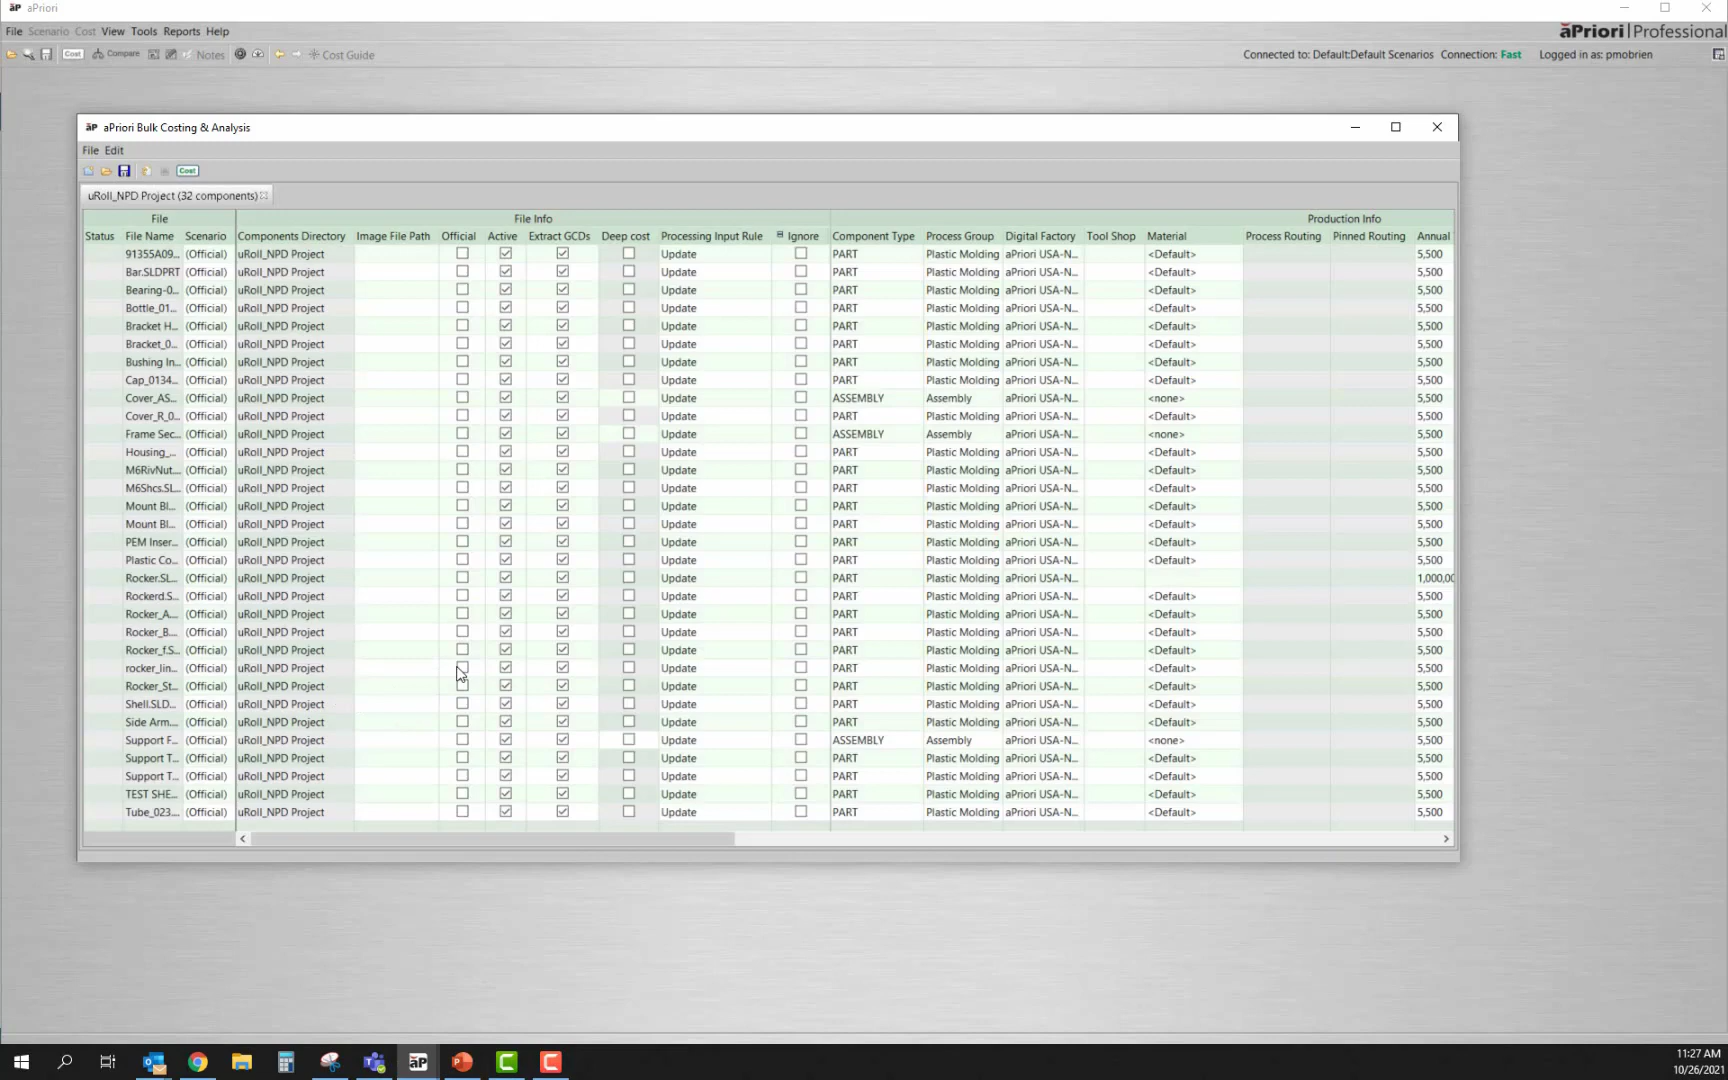 aP aPriori
File Scenario Cost View Tools Reports Help
aPriori | Professional
Cost Compare Notes Cost Guide
Connected to: Default:Default Scenarios Connection: Fast Logged in as: pmobrien
aP aPriori Bulk Costing & Analysis
File Edit
Cost
uRoll_NPD Project (32 components)
File File Info Production Info
Status File Name Scenario Components Directory Image File Path Official Active Extract GCDs Deep cost Processing Input Rule Ignore Component Type Process Group Digital Factory Tool Shop Material Process Routing Pinned Routing Annual
91355A09... (Official) uRoll_NPD Project Update PART Plastic Molding aPriori USA-N... <Default> 5,500
Bar.SLDPRT (Official) uRoll_NPD Project Update PART Plastic Molding aPriori USA-N... <Default> 5,500
Bearing-0... (Official) uRoll_NPD Project Update PART Plastic Molding aPriori USA-N... <Default> 5,500
Bottle_01... (Official) uRoll_NPD Project Update PART Plastic Molding aPriori USA-N... <Default> 5,500
Bracket H... (Official) uRoll_NPD Project Update PART Plastic Molding aPriori USA-N... <Default> 5,500
Bracket_0... (Official) uRoll_NPD Project Update PART Plastic Molding aPriori USA-N... <Default> 5,500
Bushing In... (Official) uRoll_NPD Project Update PART Plastic Molding aPriori USA-N... <Default> 5,500
Cap_0134... (Official) uRoll_NPD Project Update PART Plastic Molding aPriori USA-N... <Default> 5,500
Cover_AS... (Official) uRoll_NPD Project Update ASSEMBLY Assembly aPriori USA-N... <none> 5,500
Cover_R_0... (Official) uRoll_NPD Project Update PART Plastic Molding aPriori USA-N... <Default> 5,500
Frame Sec... (Official) uRoll_NPD Project Update ASSEMBLY Assembly aPriori USA-N... <none> 5,500
Housing_... (Official) uRoll_NPD Project Update PART Plastic Molding aPriori USA-N... <Default> 5,500
M6RivNut.... (Official) uRoll_NPD Project Update PART Plastic Molding aPriori USA-N... <Default> 5,500
M6Shcs.SL... (Official) uRoll_NPD Project Update PART Plastic Molding aPriori USA-N... <Default> 5,500
Mount Bl... (Official) uRoll_NPD Project Update PART Plastic Molding aPriori USA-N... <Default> 5,500
Mount Bl... (Official) uRoll_NPD Project Update PART Plastic Molding aPriori USA-N... <Default> 5,500
PEM Inser... (Official) uRoll_NPD Project Update PART Plastic Molding aPriori USA-N... <Default> 5,500
Plastic Co... (Official) uRoll_NPD Project Update PART Plastic Molding aPriori USA-N... <Default> 5,500
Rocker.SL... (Official) uRoll_NPD Project Update PART Plastic Molding aPriori USA-N... 1,000,00
Rockerd.S... (Official) uRoll_NPD Project Update PART Plastic Molding aPriori USA-N... <Default> 5,500
Rocker_A... (Official) uRoll_NPD Project Update PART Plastic Molding aPriori USA-N... <Default> 5,500
Rocker_B... (Official) uRoll_NPD Project Update PART Plastic Molding aPriori USA-N... <Default> 5,500
Rocker_f.S... (Official) uRoll_NPD Project Update PART Plastic Molding aPriori USA-N... <Default> 5,500
rocker_lin... (Official) uRoll_NPD Project Update PART Plastic Molding aPriori USA-N... <Default> 5,500
Rocker_St... (Official) uRoll_NPD Project Update PART Plastic Molding aPriori USA-N... <Default> 5,500
Shell.SLD... (Official) uRoll_NPD Project Update PART Plastic Molding aPriori USA-N... <Default> 5,500
Side Arm.... (Official) uRoll_NPD Project Update PART Plastic Molding aPriori USA-N... <Default> 5,500
Support F... (Official) uRoll_NPD Project Update ASSEMBLY Assembly aPriori USA-N... <none> 5,500
Support T... (Official) uRoll_NPD Project Update PART Plastic Molding aPriori USA-N... <Default> 5,500
Support T... (Official) uRoll_NPD Project Update PART Plastic Molding aPriori USA-N... <Default> 5,500
TEST SHE... (Official) uRoll_NPD Project Update PART Plastic Molding aPriori USA-N... <Default> 5,500
Tube_023.... (Official) uRoll_NPD Project Update PART Plastic Molding aPriori USA-N... <Default> 5,500
aP
11:27 AM
10/26/2021